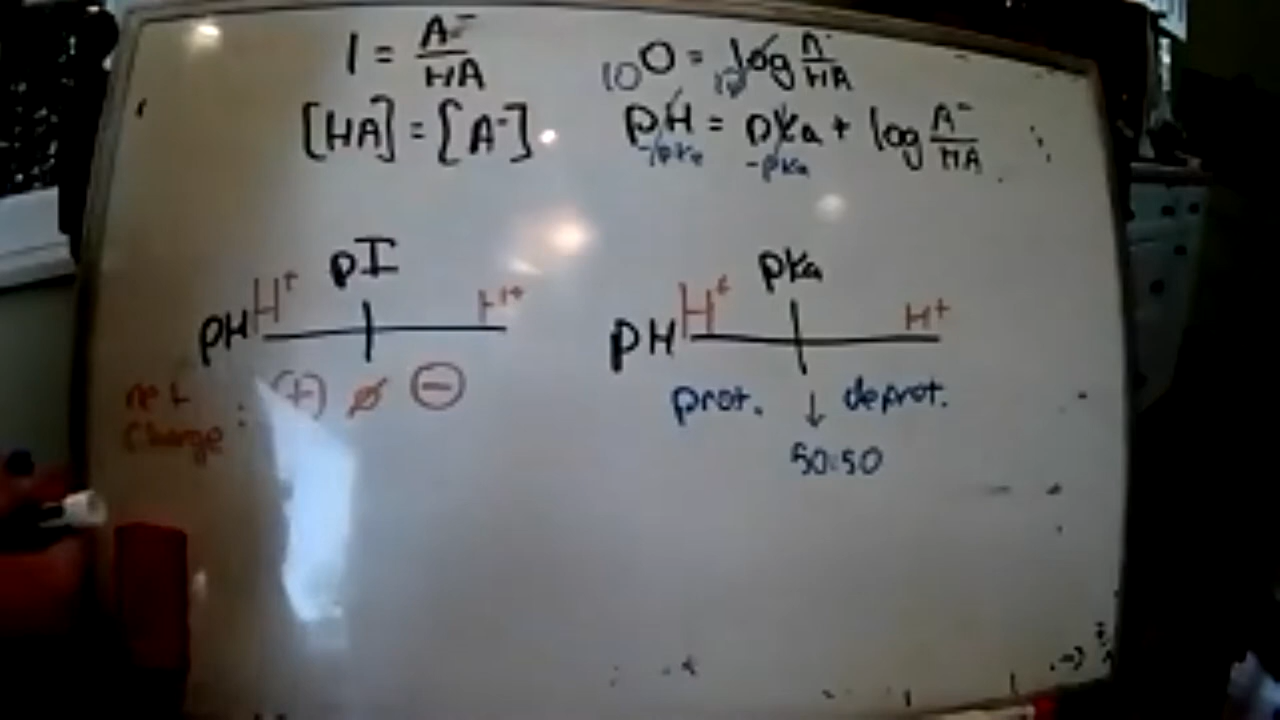 1 = A⁻/HA
10^0 = 10^log A⁻/HA
[HA] = [A⁻]
pH = pKa + log A⁻/HA
-pKa -pKa
pI
pH H⁺ H⁺
net charge: (+) ∅ (−)
pKa
pH H⁺ H⁺
prot. ↓ deprot.
50:50